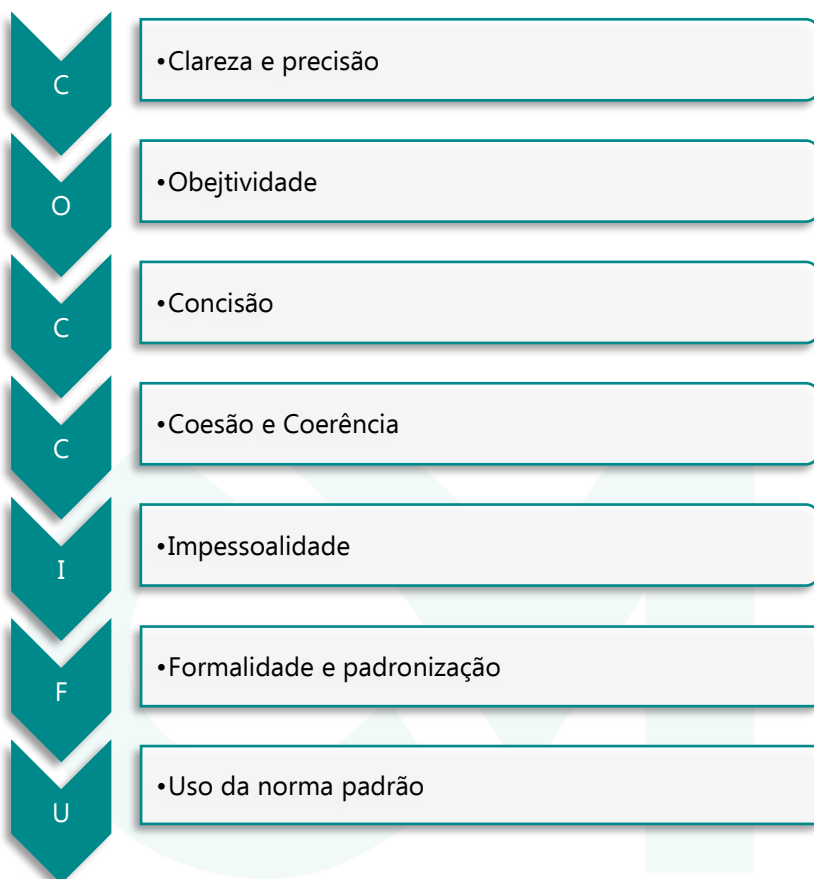 C
•Clareza e precisão
O
•Obejtividade
C
•Concisão
C
•Coesão e Coerência
I
•Impessoalidade
F
•Formalidade e padronização
U
•Uso da norma padrão